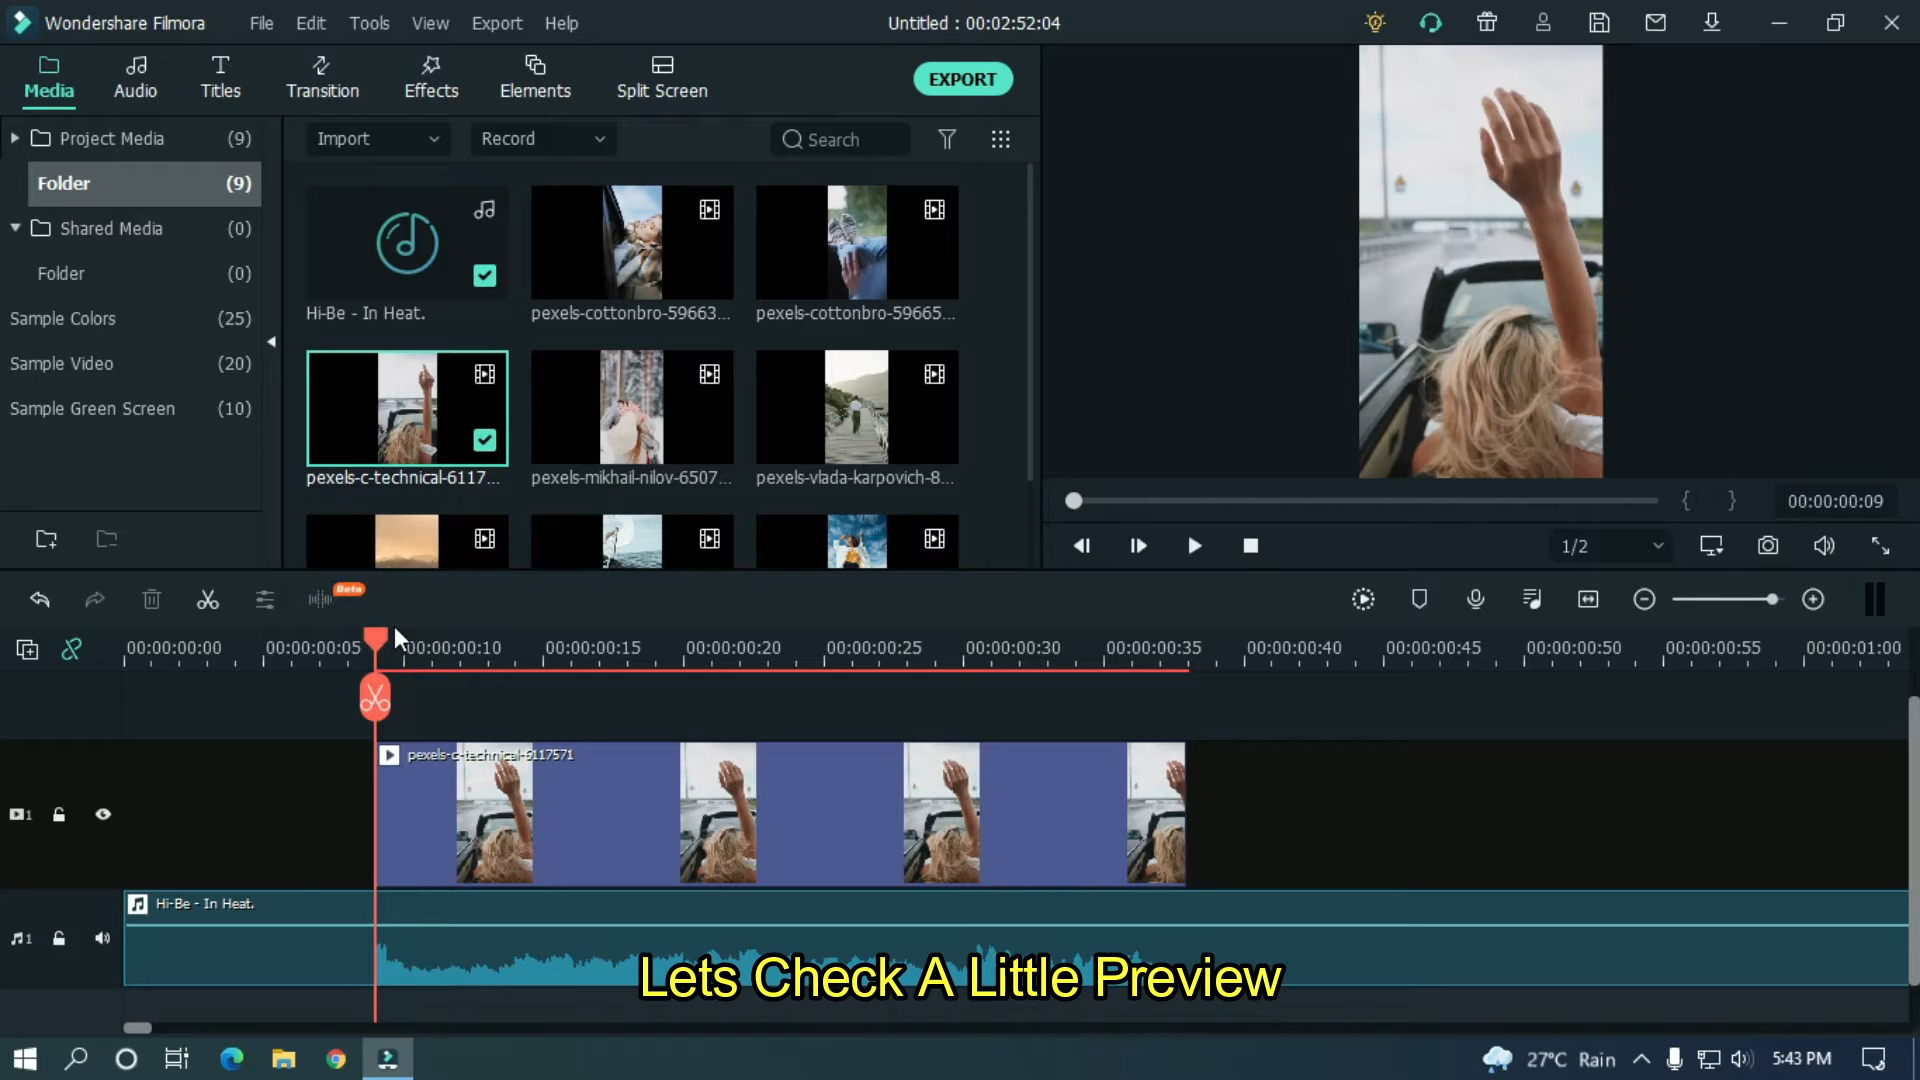 Wondershare Filmora
File
Edit
Tools
View
Export
Help
Untitled : 00:02:52:04
Media
Audio
Titles
Transition
Effects
Elements
Split Screen
EXPORT
Project Media (9)
Folder (9)
Shared Media (0)
Folder (0)
Sample Colors (25)
Sample Video (20)
Sample Green Screen (10)
Import
Record
Search
Hi-Be - In Heat.
pexels-cottonbro-59663...
pexels-cottonbro-59665...
pexels-c-technical-6117...
pexels-mikhail-nilov-6507...
pexels-vlada-karpovich-8...
{ }
00:00:00:09
1/2
Beta
00:00:00:00
00:00:00:05
00:00:00:10
00:00:00:15
00:00:00:20
00:00:00:25
00:00:00:30
00:00:00:35
00:00:00:40
00:00:00:45
00:00:00:50
00:00:00:55
00:00:01:00
pexels-c-technical-6117571
1
Hi-Be - In Heat.
1
Lets Check A Little Preview
27°C Rain
5:43 PM